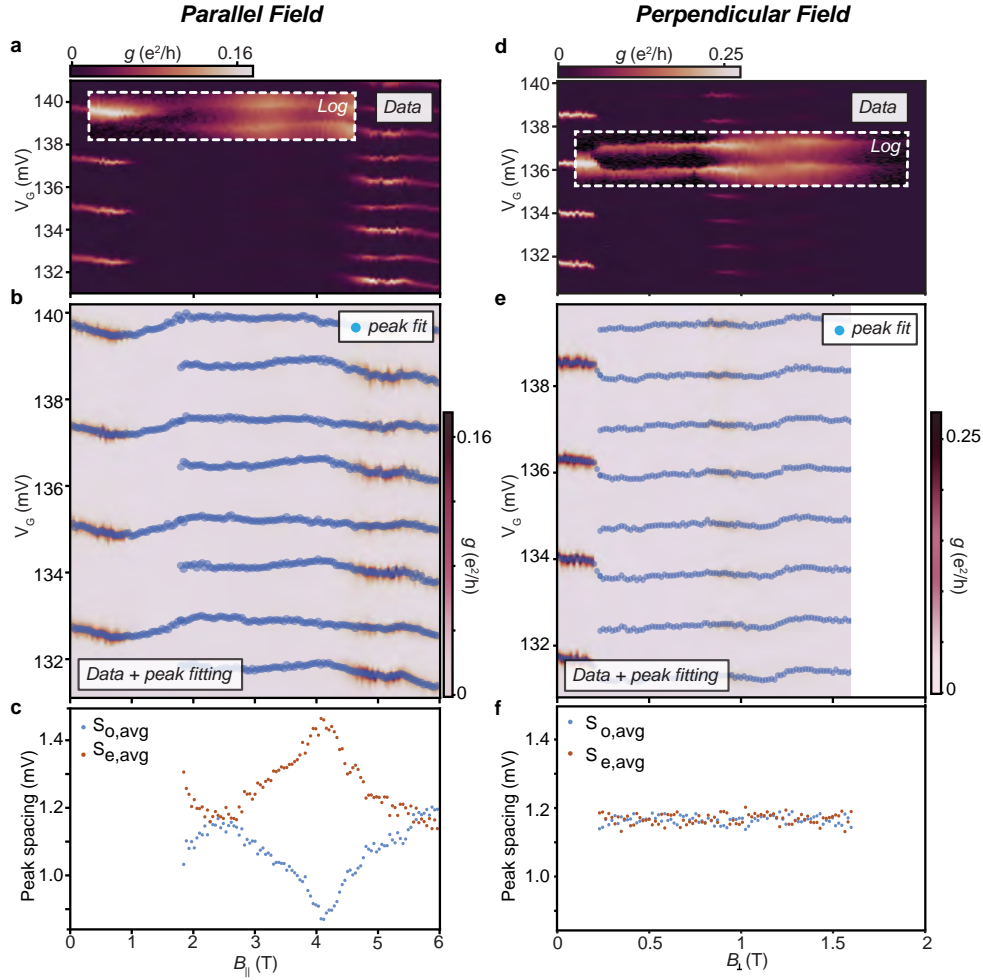 Parallel Field
Perpendicular Field
a
0 g (e²/h) 0.16
V_G (mV)
140
138
136
134
132
Log
Data
d
0 g (e²/h) 0.25
V_G (mV)
140
138
136
134
132
Log
Data
b
V_G (mV)
140
138
136
134
132
peak fit
Data + peak fitting
0.16
g (e²/h)
0
e
V_G (mV)
138
136
134
132
peak fit
Data + peak fitting
0.25
g (e²/h)
0
c
S_o,avg
S_e,avg
Peak spacing (mV)
1.4
1.2
1.0
0 1 2 3 4 5 6
B_|| (T)
f
S_o,avg
S_e,avg
Peak spacing (mV)
1.4
1.2
1.0
0 0.5 1 1.5 2
B_⊥ (T)